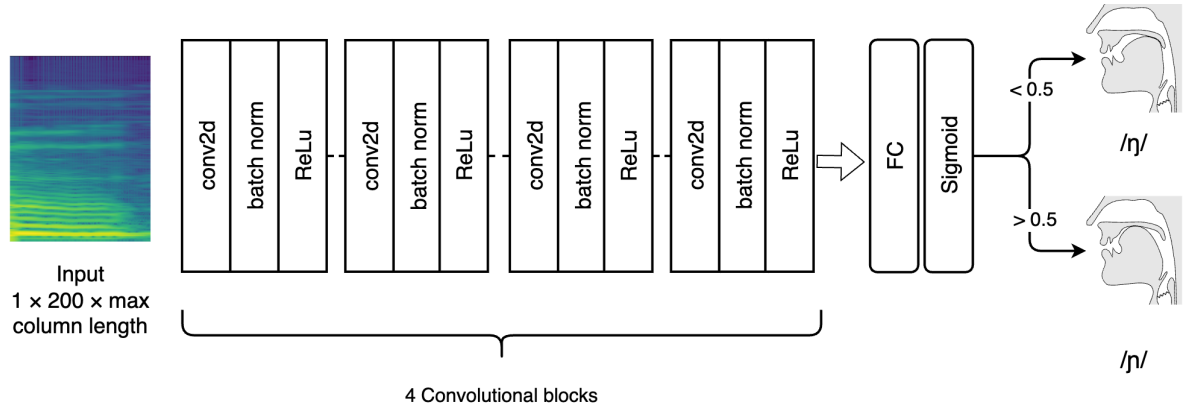 Input
1 × 200 × max
column length
conv2d
batch norm
ReLu
conv2d
batch norm
ReLu
conv2d
batch norm
ReLu
conv2d
batch norm
ReLu
4 Convolutional blocks
FC
Sigmoid
< 0.5
/ŋ/
> 0.5
/ɲ/